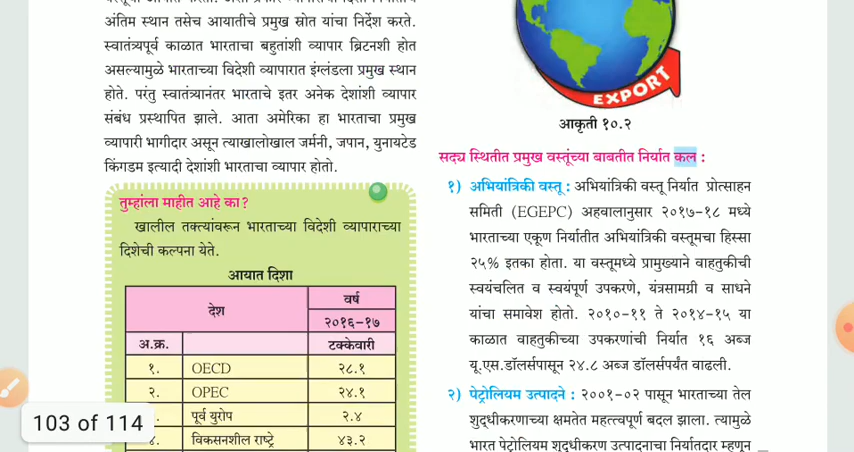 अंतिम स्थान तसेच आयातीचे प्रमुख स्रोत यांचा निर्देश करते.
स्वातंत्र्यपूर्व काळात भारताचा बहुतांशी व्यापार ब्रिटनशी होत
असल्यामुळे भारताच्या विदेशी व्यापारात इंग्लंडला प्रमुख स्थान
होते. परंतु स्वातंत्र्यानंतर भारताचे इतर अनेक देशांशी व्यापार
संबंध प्रस्थापित झाले. आता अमेरिका हा भारताचा प्रमुख
व्यापारी भागीदार असून त्याखालोखाल जर्मनी, जपान, युनायटेड
किंगडम इत्यादी देशांशी भारताचा व्यापार होतो.
तुम्हांला माहीत आहे का?
खालील तक्त्यांवरून भारताच्या विदेशी व्यापाराच्या
दिशेची कल्पना येते.
आयात दिशा
देश
वर्ष
२०१६-१७
अ.क्र.
टक्केवारी
१. OECD २८.१
२. OPEC २४.१
पूर्व युरोप २.४
४. विकसनशील राष्ट्रे ४३.२
103 of 114
EXPORT
आकृती १०.२
सद्य स्थितीत प्रमुख वस्तूंच्या बाबतीत निर्यात कल :
१) अभियांत्रिकी वस्तू : अभियांत्रिकी वस्तू निर्यात प्रोत्साहन
समिती (EGEPC) अहवालानुसार २०१७-१८ मध्ये
भारताच्या एकूण निर्यातीत अभियांत्रिकी वस्तूमचा हिस्सा
२५% इतका होता. या वस्तूमध्ये प्रामुख्याने वाहतुकीची
स्वयंचलित व स्वयंपूर्ण उपकरणे, यंत्रसामग्री व साधने
यांचा समावेश होतो. २०१०-११ ते २०१४-१५ या
काळात वाहतुकीच्या उपकरणांची निर्यात १६ अब्ज
यू.एस.डॉलर्सपासून २४.८ अब्ज डॉलर्सपर्यंत वाढली.
२) पेट्रोलियम उत्पादने : २००१-०२ पासून भारताच्या तेल
शुद्धीकरणाच्या क्षमतेत महत्त्वपूर्ण बदल झाला. त्यामुळे
भारत पेट्रोलियम शुद्धीकरण उत्पादनाचा निर्यातदार म्हणून